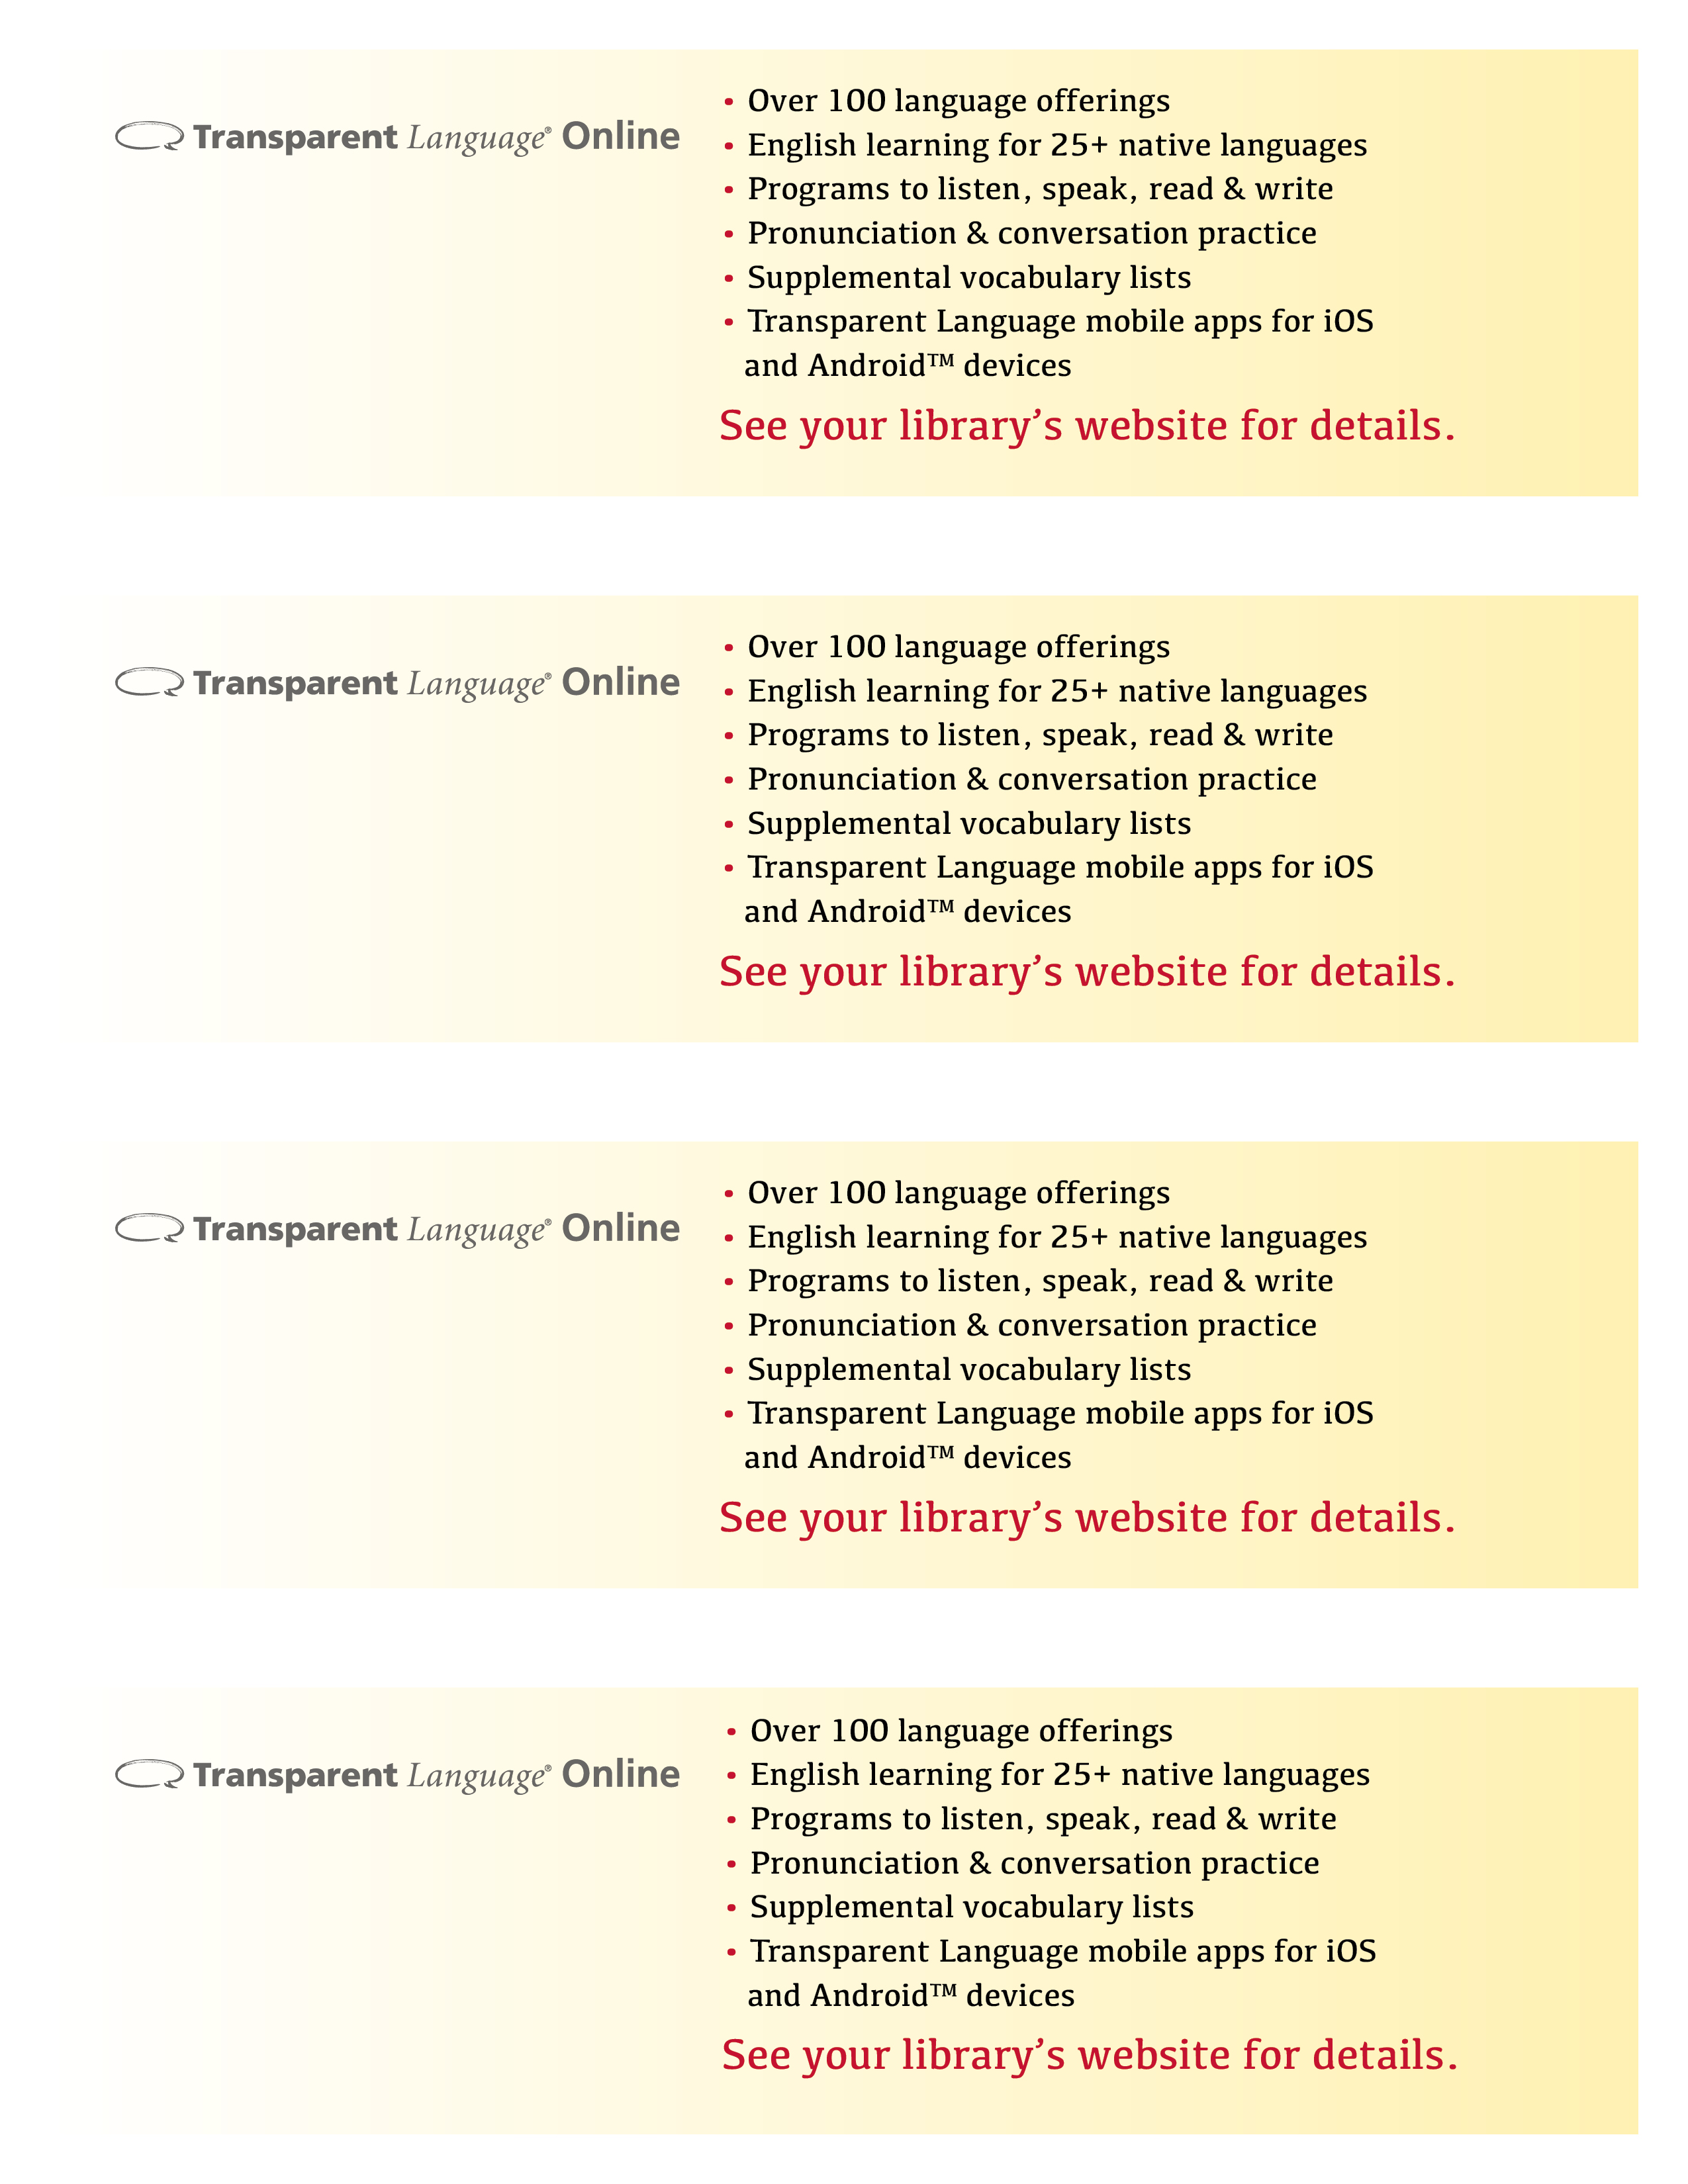 Transparent Language® Online
• Over 100 language offerings
• English learning for 25+ native languages
• Programs to listen, speak, read & write
• Pronunciation & conversation practice
• Supplemental vocabulary lists
• Transparent Language mobile apps for iOS
and Android™ devices
See your library’s website for details.
Transparent Language® Online
• Over 100 language offerings
• English learning for 25+ native languages
• Programs to listen, speak, read & write
• Pronunciation & conversation practice
• Supplemental vocabulary lists
• Transparent Language mobile apps for iOS
and Android™ devices
See your library’s website for details.
Transparent Language® Online
• Over 100 language offerings
• English learning for 25+ native languages
• Programs to listen, speak, read & write
• Pronunciation & conversation practice
• Supplemental vocabulary lists
• Transparent Language mobile apps for iOS
and Android™ devices
See your library’s website for details.
Transparent Language® Online
• Over 100 language offerings
• English learning for 25+ native languages
• Programs to listen, speak, read & write
• Pronunciation & conversation practice
• Supplemental vocabulary lists
• Transparent Language mobile apps for iOS
and Android™ devices
See your library’s website for details.